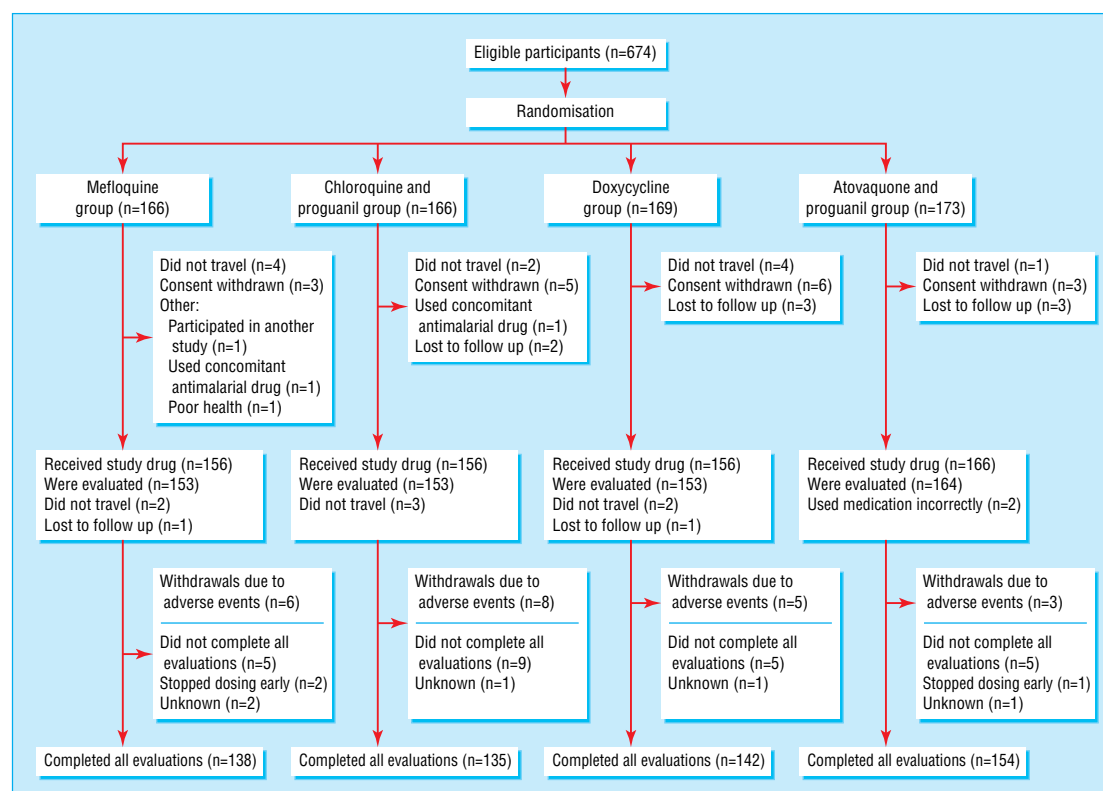 Eligible participants (n=674)
Randomisation
Mefloquine
group (n=166)
Chloroquine and
proguanil group (n=166)
Doxycycline
group (n=169)
Atovaquone and
proguanil group (n=173)
Did not travel (n=4)
Consent withdrawn (n=3)
Other:
Participated in another
study (n=1)
Used concomitant
antimalarial drug (n=1)
Poor health (n=1)
Did not travel (n=2)
Consent withdrawn (n=5)
Used concomitant
antimalarial drug (n=1)
Lost to follow up (n=2)
Did not travel (n=4)
Consent withdrawn (n=6)
Lost to follow up (n=3)
Did not travel (n=1)
Consent withdrawn (n=3)
Lost to follow up (n=3)
Received study drug (n=156)
Were evaluated (n=153)
Did not travel (n=2)
Lost to follow up (n=1)
Received study drug (n=156)
Were evaluated (n=153)
Did not travel (n=3)
Received study drug (n=156)
Were evaluated (n=153)
Did not travel (n=2)
Lost to follow up (n=1)
Received study drug (n=166)
Were evaluated (n=164)
Used medication incorrectly (n=2)
Withdrawals due to
adverse events (n=6)
Did not complete all
evaluations (n=5)
Stopped dosing early (n=2)
Unknown (n=2)
Withdrawals due to
adverse events (n=8)
Did not complete all
evaluations (n=9)
Unknown (n=1)
Withdrawals due to
adverse events (n=5)
Did not complete all
evaluations (n=5)
Unknown (n=1)
Withdrawals due to
adverse events (n=3)
Did not complete all
evaluations (n=5)
Stopped dosing early (n=1)
Unknown (n=1)
Completed all evaluations (n=138)
Completed all evaluations (n=135)
Completed all evaluations (n=142)
Completed all evaluations (n=154)